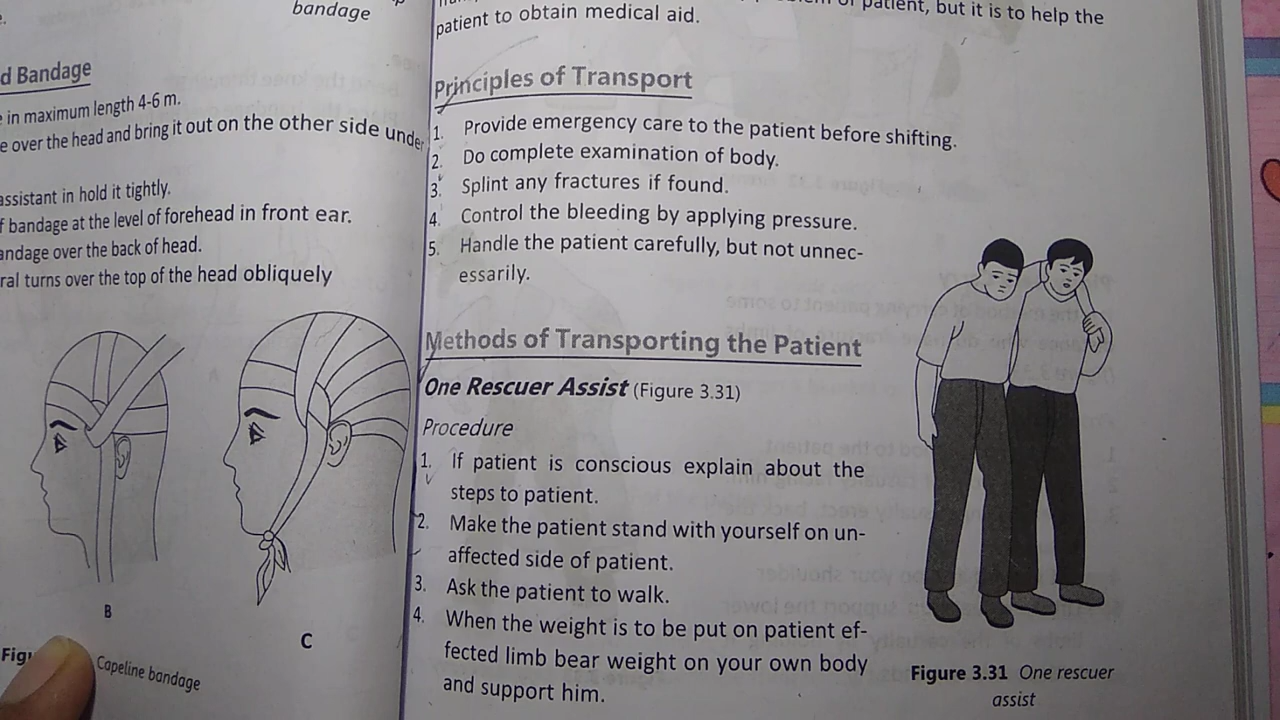 bandage
d Bandage
in maximum length 4-6 m.
e over the head and bring it out on the other side under
assistant in hold it tightly.
f bandage at the level of forehead in front ear.
andage over the back of head.
ral turns over the top of the head obliquely
B
C
Capeline bandage
patient, but it is to help the
patient to obtain medical aid.
Principles of Transport
1. Provide emergency care to the patient before shifting.
2. Do complete examination of body.
3. Splint any fractures if found.
4. Control the bleeding by applying pressure.
5. Handle the patient carefully, but not unnec-
essarily.
Methods of Transporting the Patient
One Rescuer Assist (Figure 3.31)
Procedure
1. If patient is conscious explain about the
steps to patient.
2. Make the patient stand with yourself on un-
affected side of patient.
3. Ask the patient to walk.
4. When the weight is to be put on patient ef-
fected limb bear weight on your own body
and support him.
Figure 3.31 One rescuer
assist